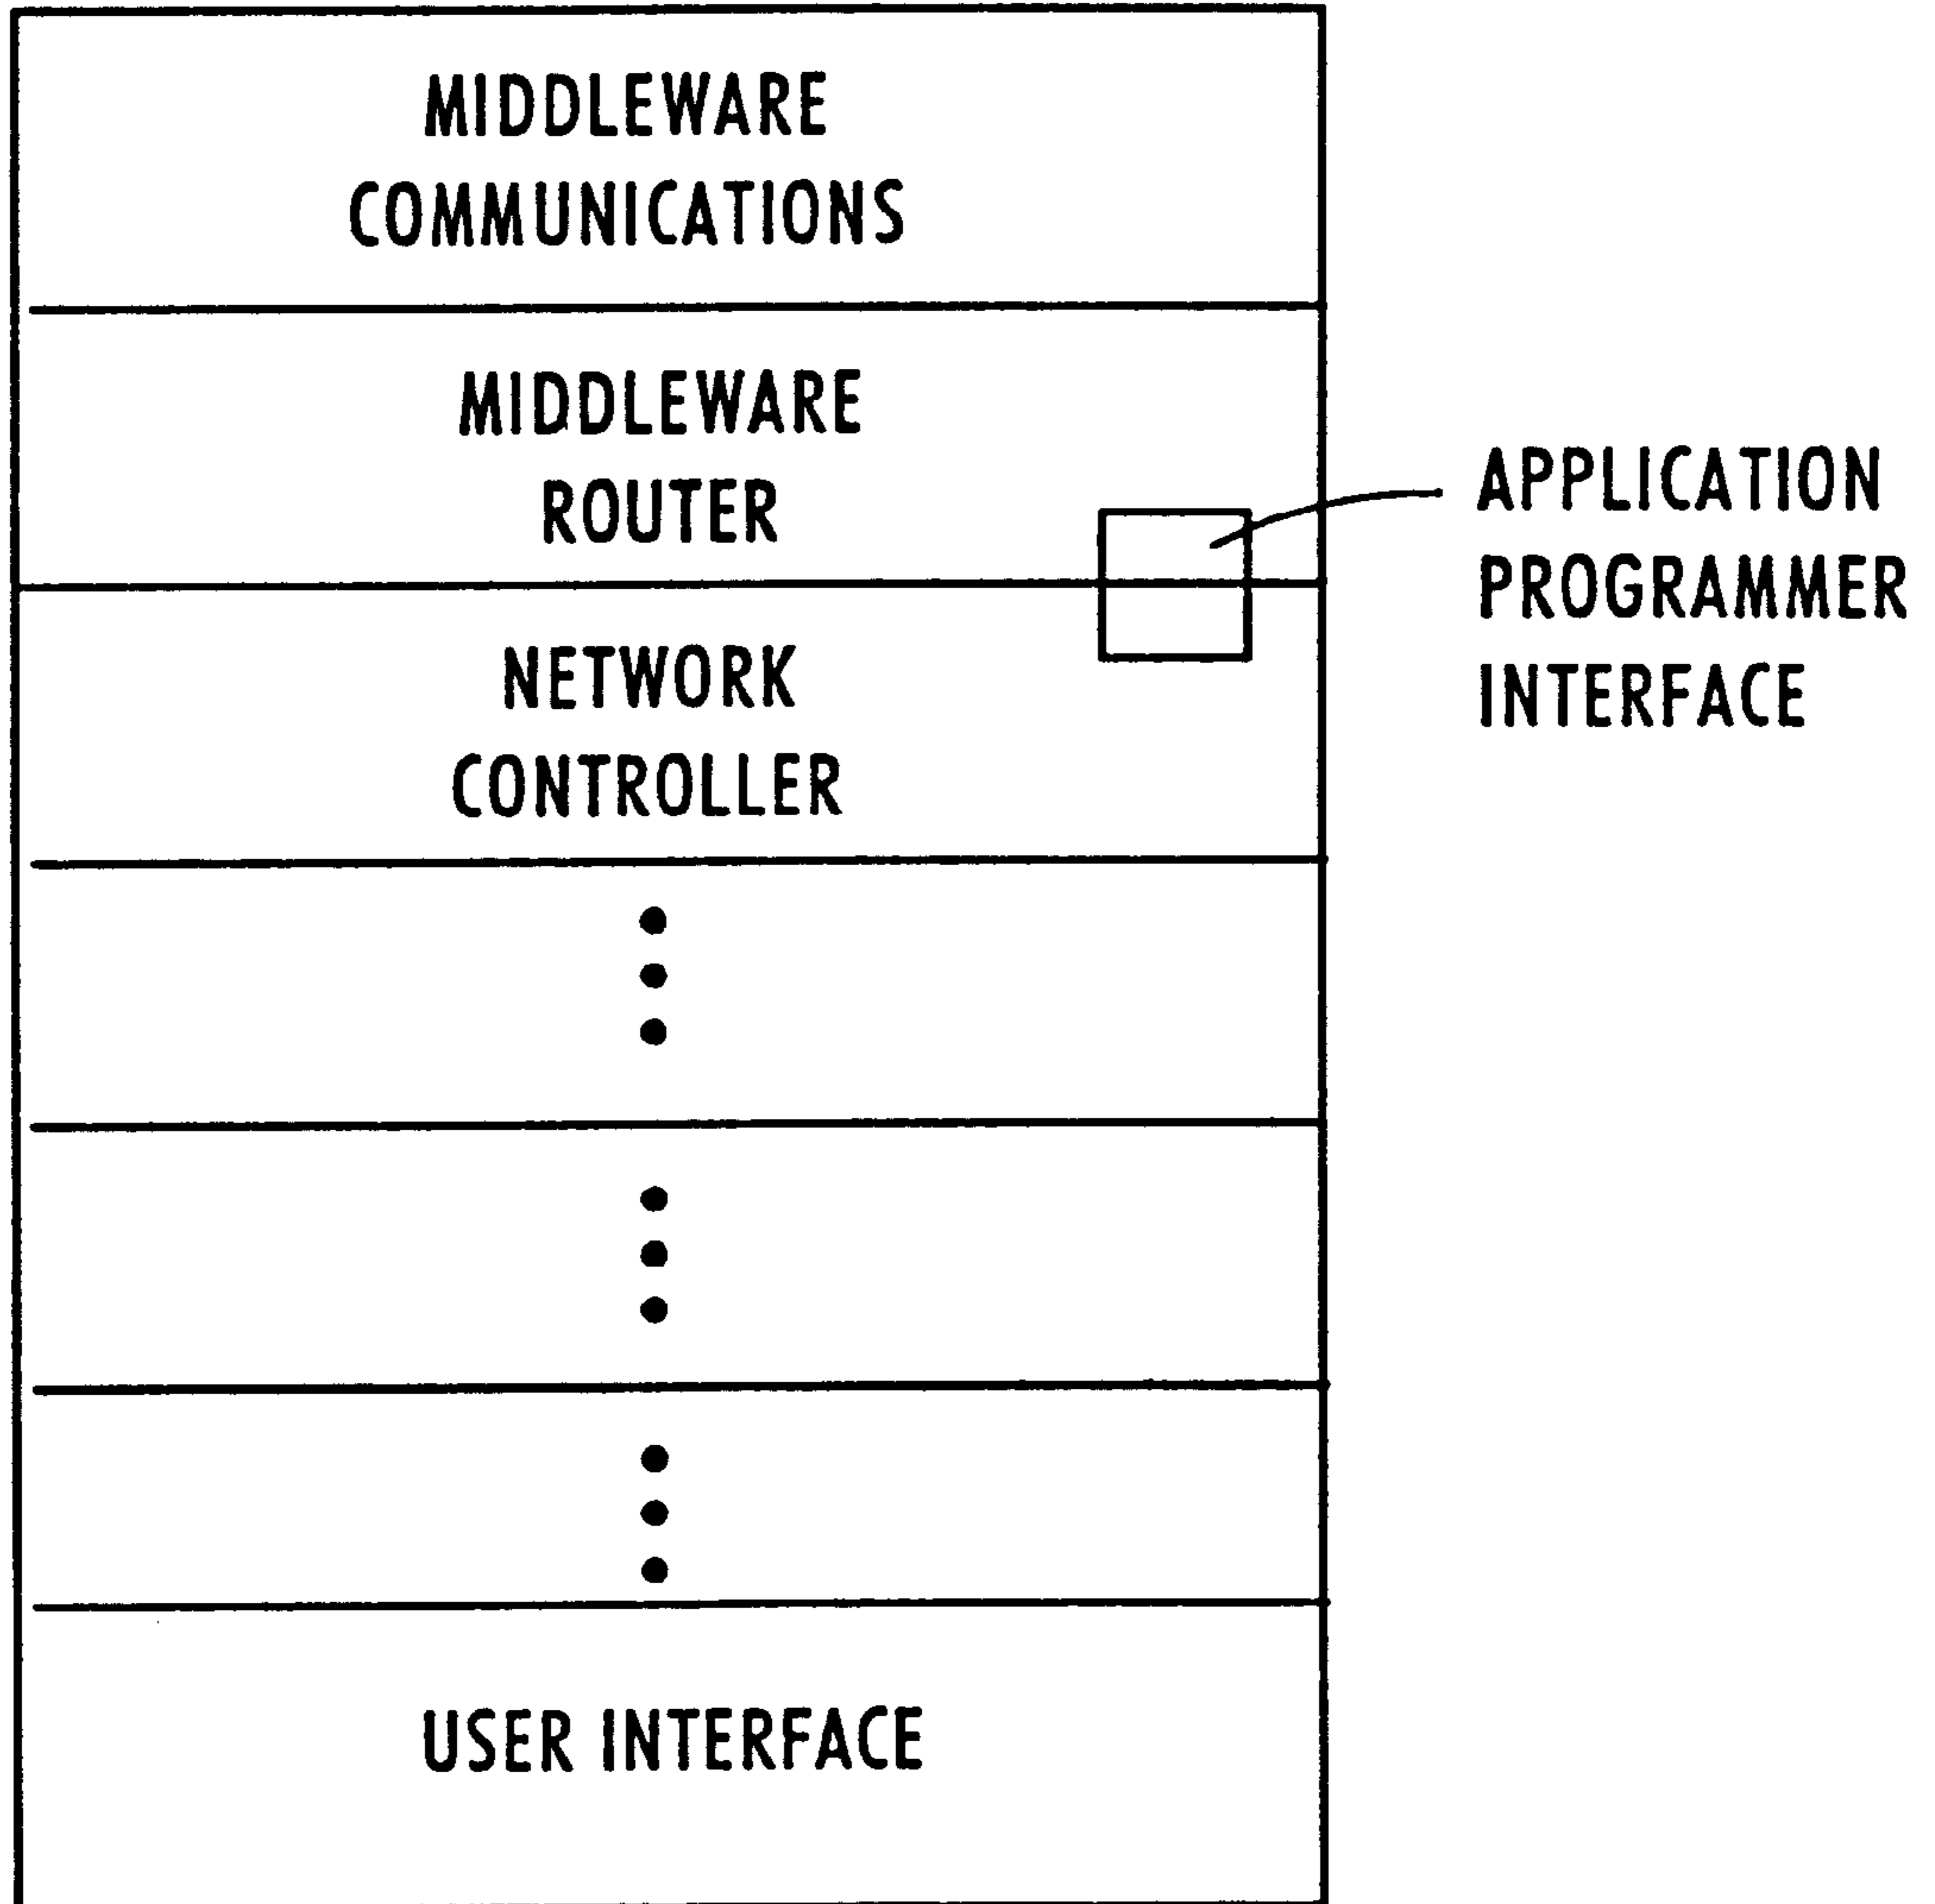 MIDDLEWARE
COMMUNICATIONS
MIDDLEWARE
ROUTER
APPLICATION
PROGRAMMER
INTERFACE
NETWORK
CONTROLLER
USER INTERFACE